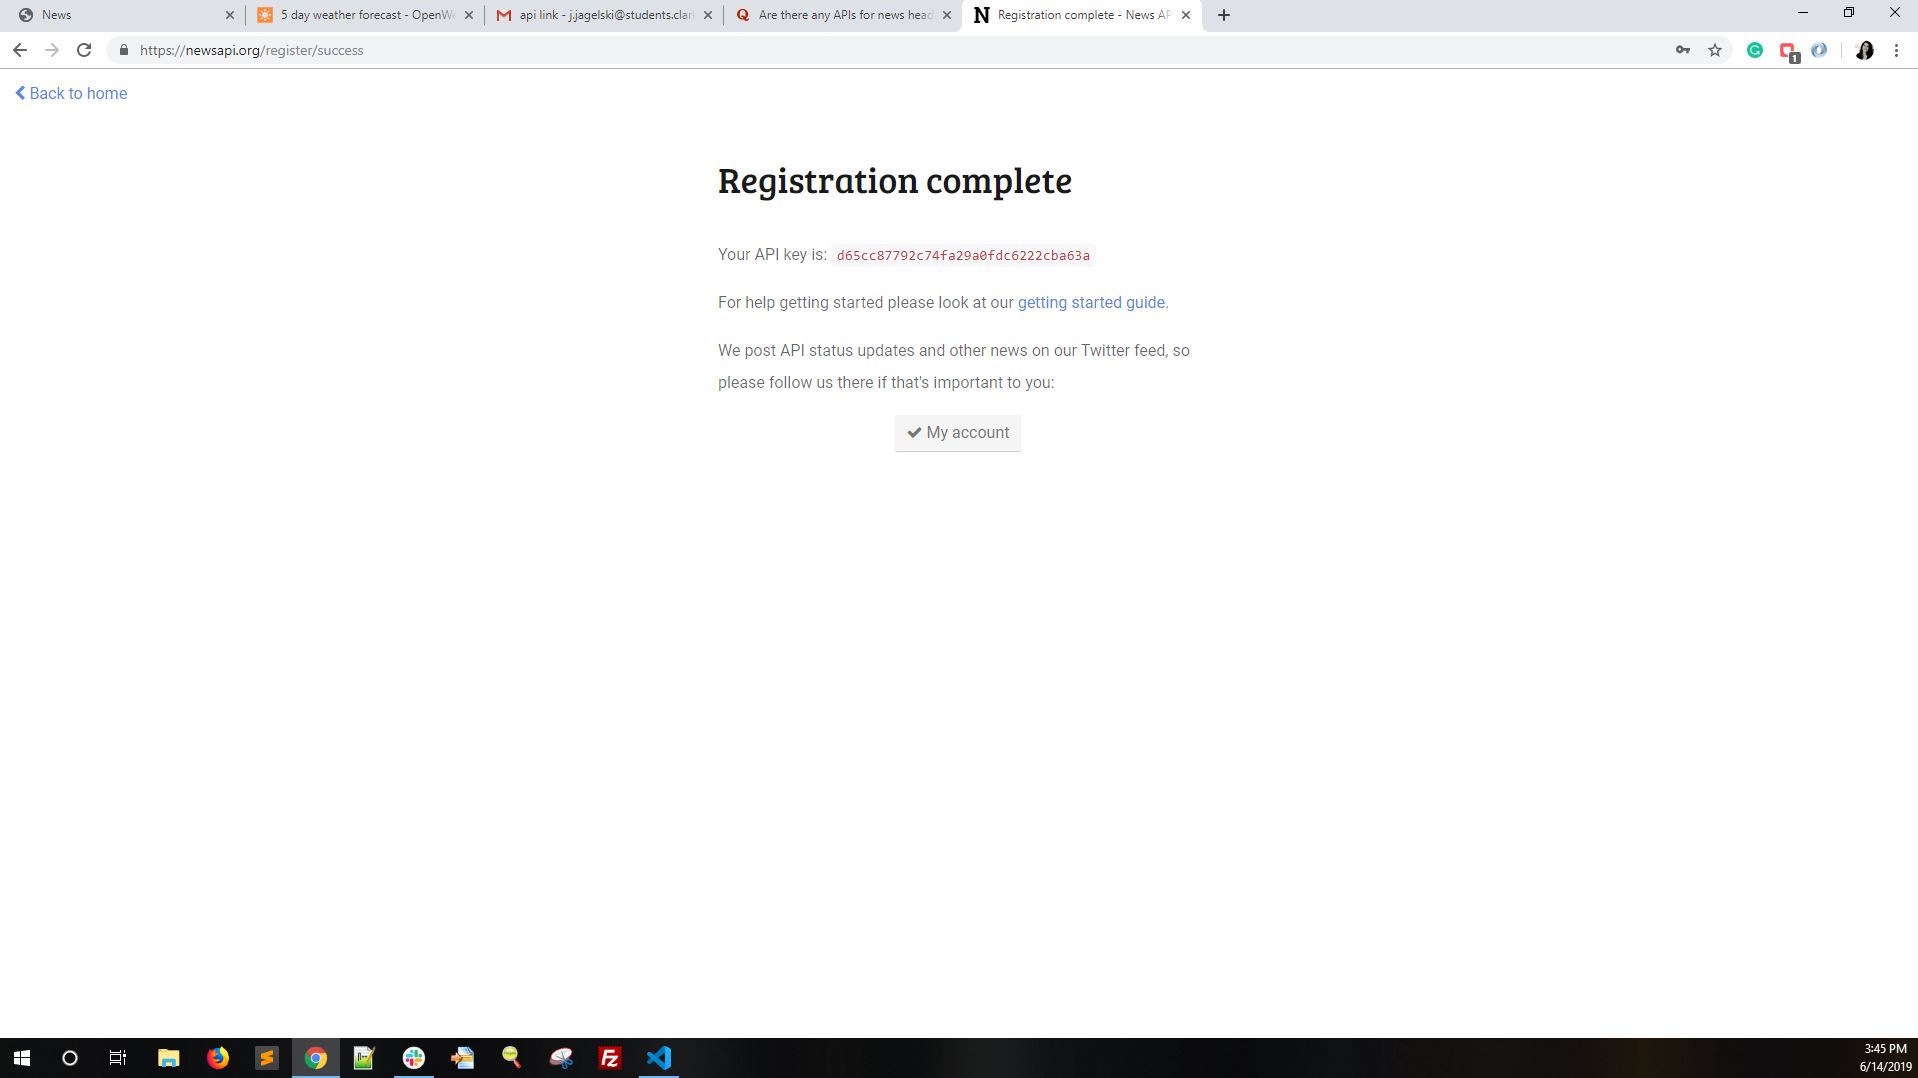 News
5 day weather forecast - OpenWe
api link - j.jagelski@students.clar
Are there any APIs for news head
Registration complete - News AP
https://newsapi.org/register/success
1
Back to home
Registration complete
Your API key is: d65cc87792c74fa29a0fdc6222cba63a
For help getting started please look at our getting started guide.
We post API status updates and other news on our Twitter feed, so
please follow us there if that's important to you:
My account
3:45 PM
6/14/2019